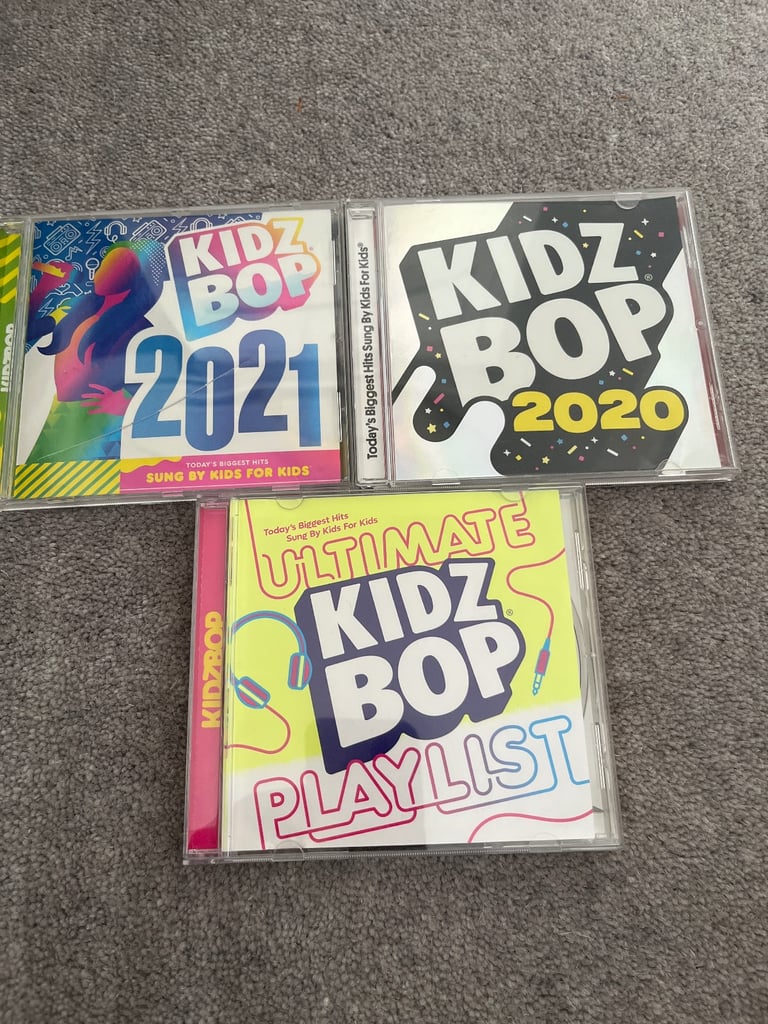 KIDZBOP
KIDZ
BOP
2021
TODAY'S BIGGEST HITS
SUNG BY KIDS FOR KIDS
Today's Biggest Hits Sung By Kids For Kids®
KIDZ
BOP®
2020
KIDZBOP
Today's Biggest Hits
Sung By Kids For Kids
ULTIMATE
KIDZ
BOP®
PLAYLIST